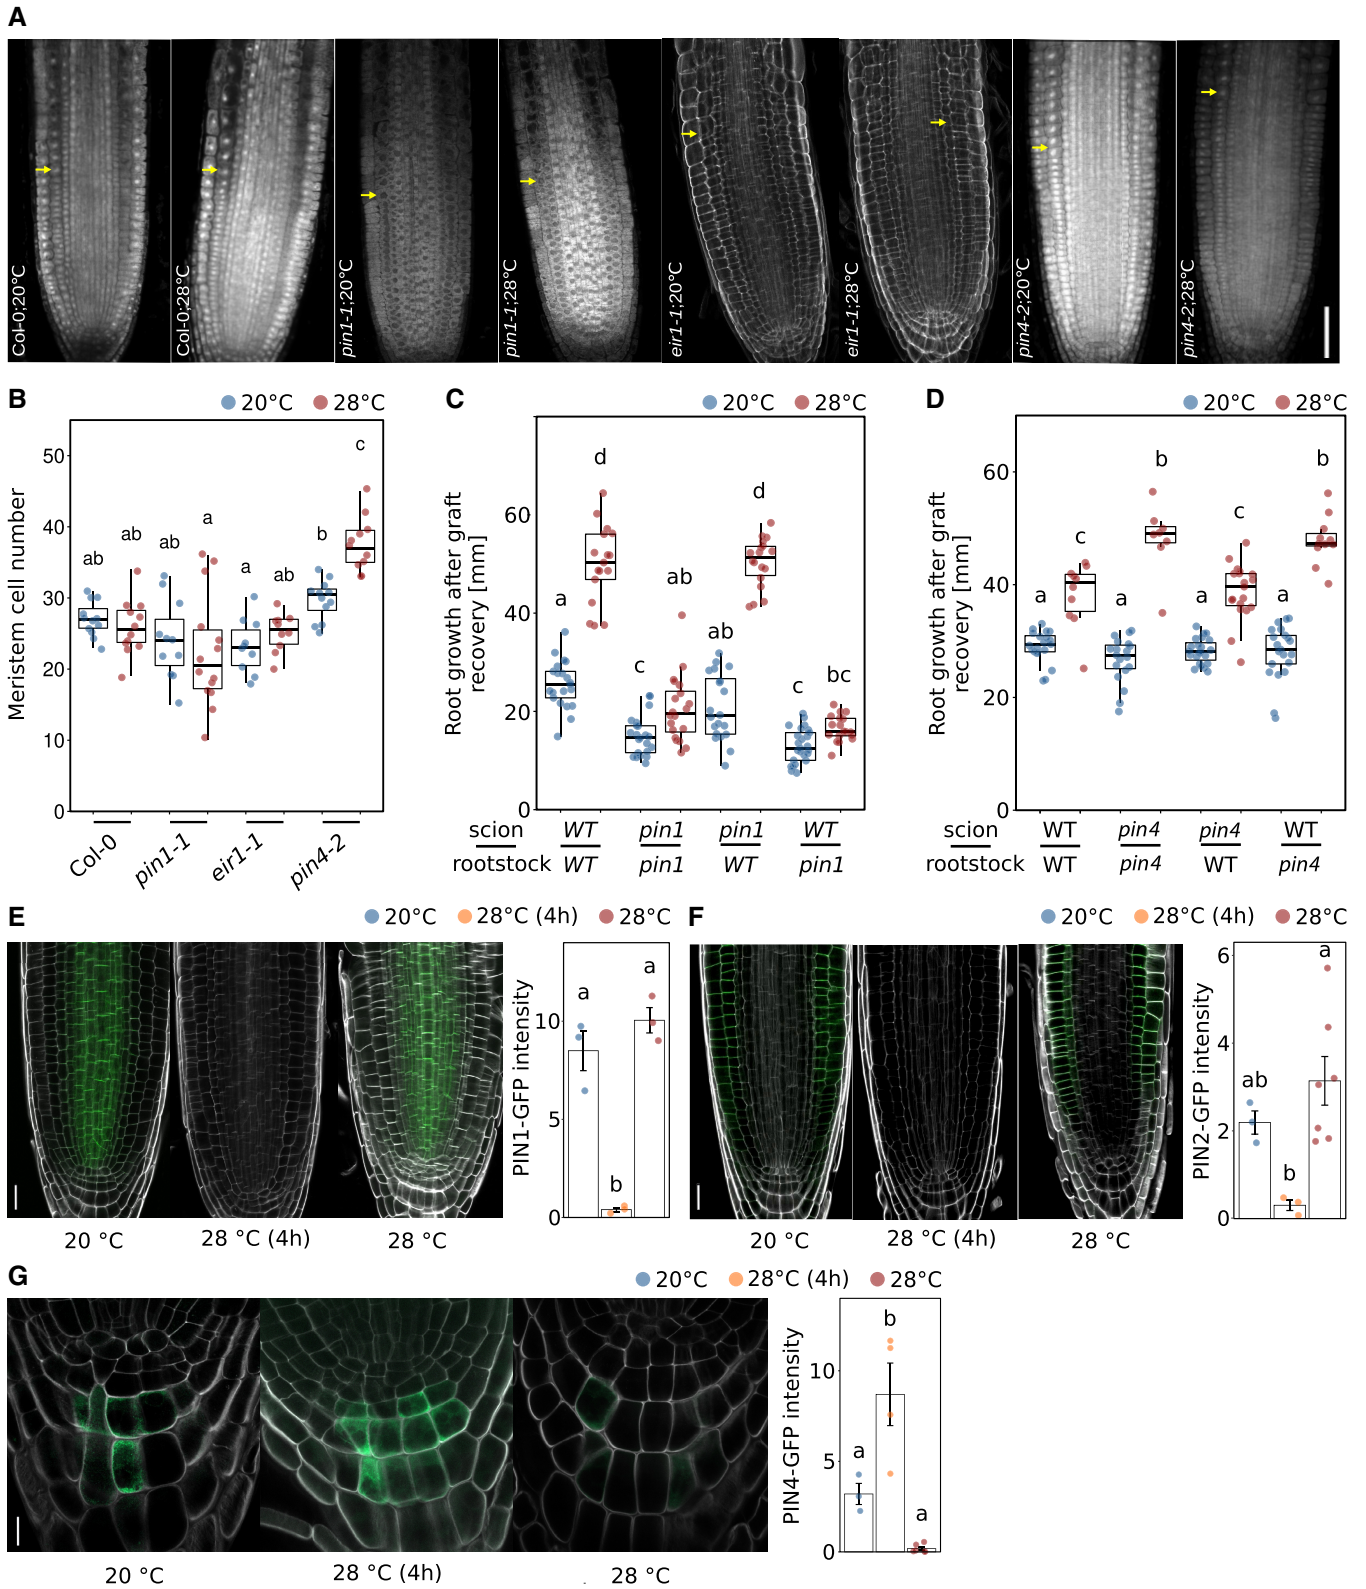 A
Col-0;20°C
Col-0;28°C
pin1-1;20°C
pin1-1;28°C
eir1-1;20°C
eir1-1;28°C
pin4-2;20°C
pin4-2;28°C
B
20°C 28°C
Meristem cell number
50
40
30
20
10
0
ab ab ab a a ab b c
Col-0 pin1-1 eir1-1 pin4-2
C
20°C 28°C
Root growth after graft
recovery [mm]
60
40
20
0
a d c ab ab d c bc
scion WT pin1 pin1 WT
rootstock WT pin1 WT pin1
D
20°C 28°C
Root growth after graft
recovery [mm]
60
40
20
0
a c a b a c a b
scion WT pin4 pin4 WT
rootstock WT pin4 WT pin4
E
20°C 28°C (4h) 28°C
20 °C 28 °C (4h) 28 °C
PIN1-GFP intensity
10
5
0
a b a
F
20°C 28°C (4h) 28°C
20 °C 28 °C (4h) 28 °C
PIN2-GFP intensity
6
4
2
0
ab b a
G
20°C 28°C (4h) 28°C
20 °C 28 °C (4h) 28 °C
PIN4-GFP intensity
10
5
0
a b a